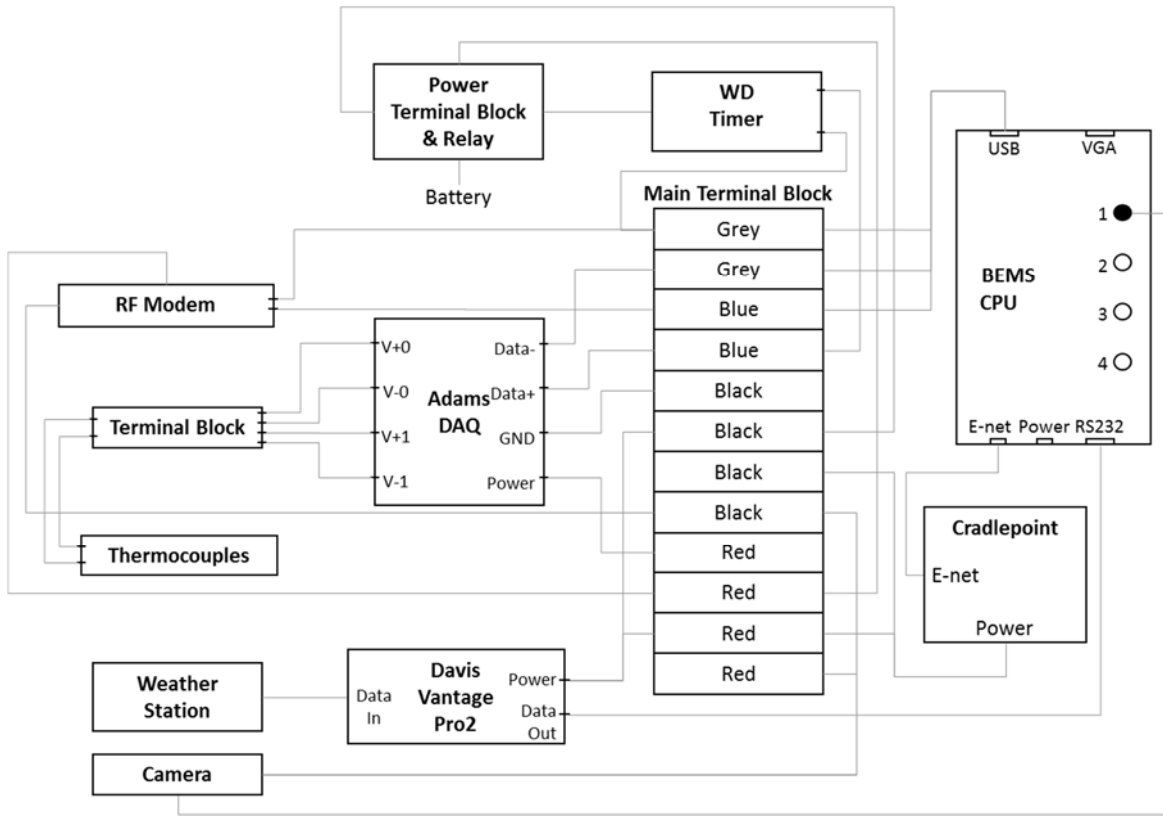 Power
Terminal Block
& Relay
WD
Timer
Battery
Main Terminal Block
Grey
Grey
Blue
Blue
Black
Black
Black
Black
Red
Red
Red
Red
USB
VGA
1
2
3
4
BEMS
CPU
E-net
Power
RS232
RF Modem
V+0
V-0
V+1
V-1
Adams
DAQ
Data-
Data+
GND
Power
Terminal Block
Thermocouples
Cradlepoint
E-net
Power
Weather
Station
Data
In
Davis
Vantage
Pro2
Power
Data
Out
Camera